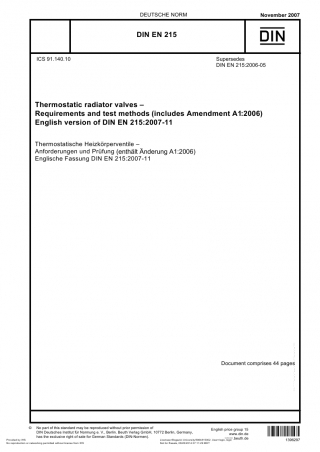 DEUTSCHE NORM
November 2007
DIN EN 215
DIN
ICS 91.140.10
Supersedes
DIN EN 215:2006-05
Thermostatic radiator valves –
Requirements and test methods (includes Amendment A1:2006)
English version of DIN EN 215:2007-11
Thermostatische Heizkörperventile –
Anforderungen und Prüfung (enthält Änderung A1:2006)
Englische Fassung DIN EN 215:2007-11
Document comprises 44 pages
© No part of this standard may be reproduced without prior permission of
DIN Deutsches Institut für Normung e. V., Berlin. Beuth Verlag GmbH, 10772 Berlin, Germany,
has the exclusive right of sale for German Standards (DIN-Normen).
English price group 18
www.din.de
www.beuth.de